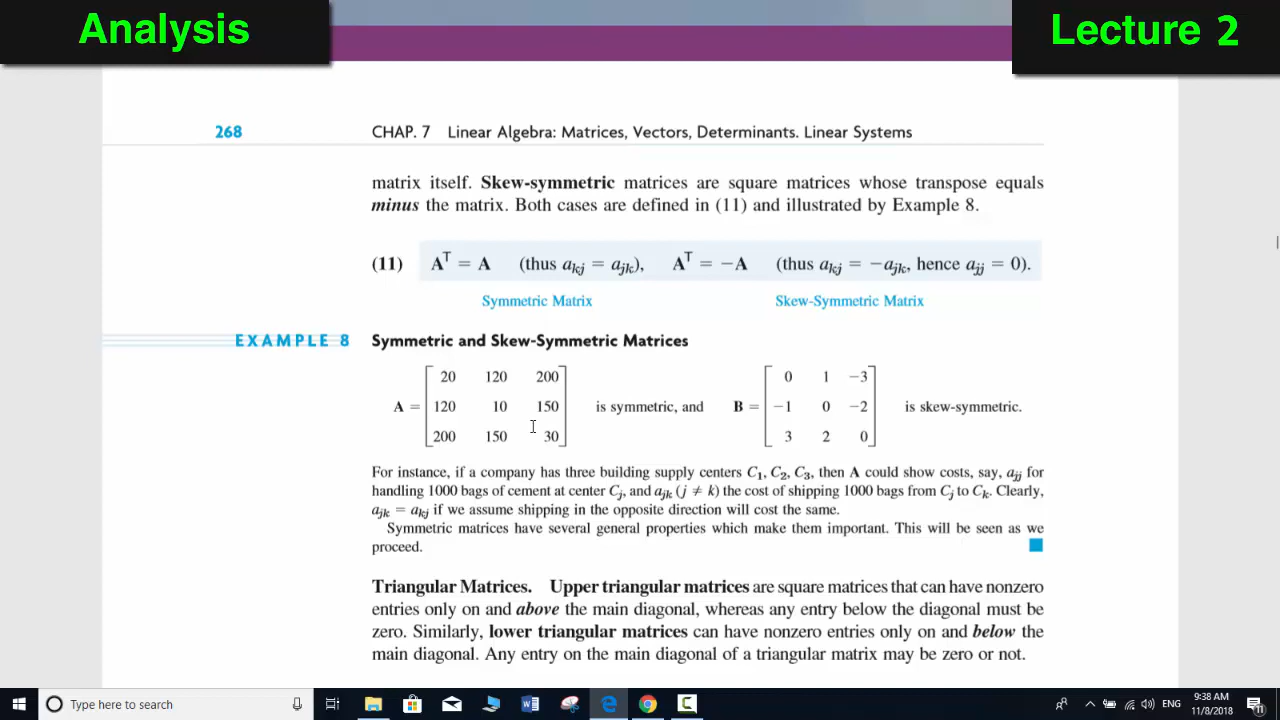 Analysis
Lecture 2
268 CHAP. 7 Linear Algebra: Matrices, Vectors, Determinants. Linear Systems
matrix itself. Skew-symmetric matrices are square matrices whose transpose equals
minus the matrix. Both cases are defined in (11) and illustrated by Example 8.
(11) Aᵀ = A (thus aₖⱼ = aⱼₖ), Aᵀ = −A (thus aₖⱼ = −aⱼₖ, hence aⱼⱼ = 0).
Symmetric Matrix Skew-Symmetric Matrix
EXAMPLE 8 Symmetric and Skew-Symmetric Matrices
20 120 200 0 1 −3
A = 120 10 150 is symmetric, and B = −1 0 −2 is skew-symmetric.
200 150 30 3 2 0
For instance, if a company has three building supply centers C₁, C₂, C₃, then A could show costs, say, aⱼⱼ for
handling 1000 bags of cement at center Cⱼ, and aⱼₖ (j ≠ k) the cost of shipping 1000 bags from Cⱼ to Cₖ. Clearly,
aⱼₖ = aₖⱼ if we assume shipping in the opposite direction will cost the same.
Symmetric matrices have several general properties which make them important. This will be seen as we
proceed.
Triangular Matrices. Upper triangular matrices are square matrices that can have nonzero
entries only on and above the main diagonal, whereas any entry below the diagonal must be
zero. Similarly, lower triangular matrices can have nonzero entries only on and below the
main diagonal. Any entry on the main diagonal of a triangular matrix may be zero or not.
Type here to search
ENG
9:38 AM
11/8/2018